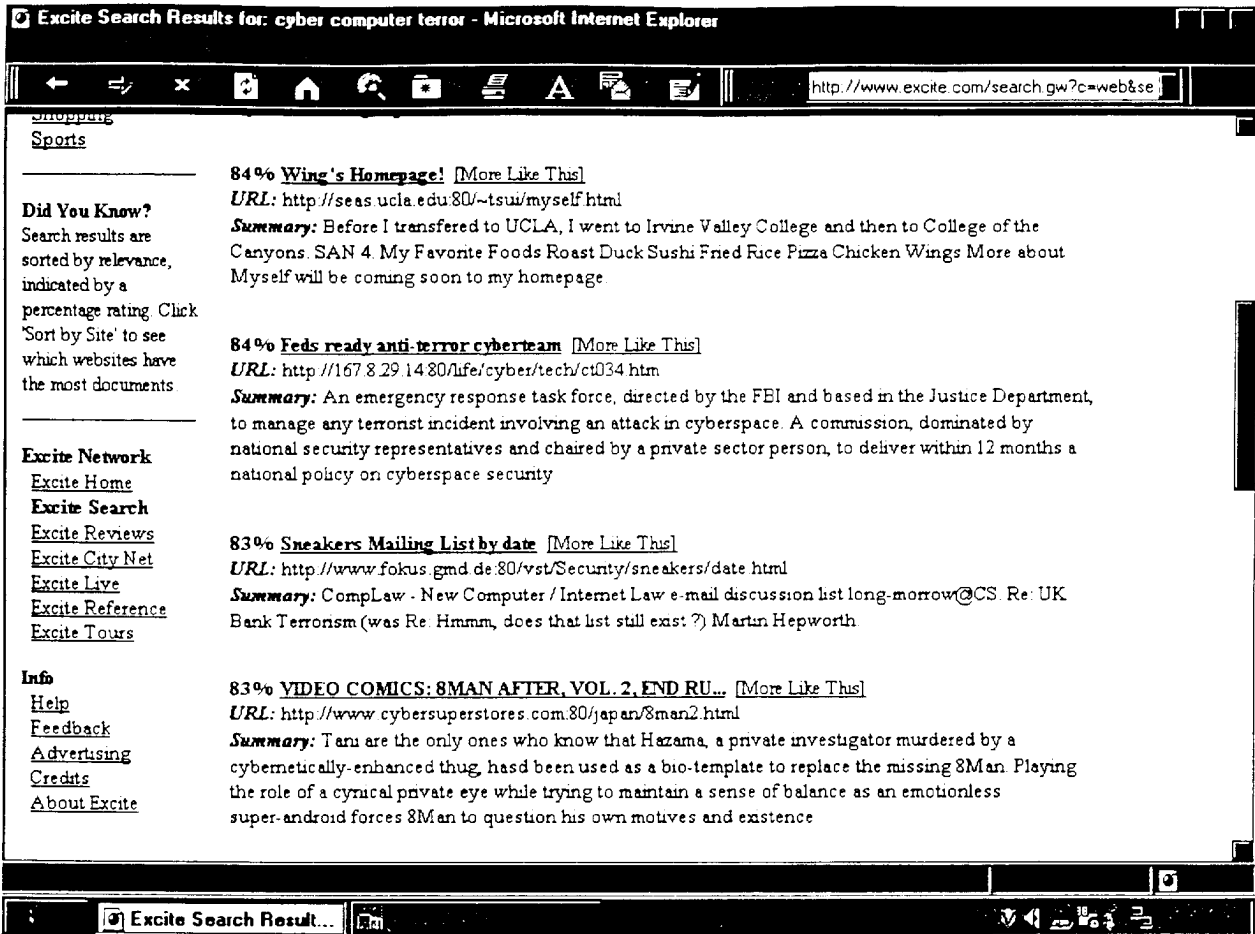 Excite Search Results for: cyber computer terror - Microsoft Internet Explorer
http://www.excite.com/search.gw?c=web&se
Shopping
Sports
Did You Know?
Search results are
sorted by relevance,
indicated by a
percentage rating. Click
'Sort by Site' to see
which websites have
the most documents.
Excite Network
Excite Home
Excite Search
Excite Reviews
Excite City Net
Excite Live
Excite Reference
Excite Tours
Info
Help
Feedback
Advertising
Credits
About Excite
84% Wing's Homepage! [More Like This]
URL: http://seas.ucla.edu:80/~tsui/myself.html
Summary: Before I transfered to UCLA, I went to Irvine Valley College and then to College of the
Canyons. SAN 4. My Favorite Foods Roast Duck Sushi Fried Rice Pizza Chicken Wings More about
Myself will be coming soon to my homepage.
84% Feds ready anti-terror cyberteam [More Like This]
URL: http://167.8.29.14:80/life/cyber/tech/ct034.htm
Summary: An emergency response task force, directed by the FBI and based in the Justice Department,
to manage any terrorist incident involving an attack in cyberspace. A commission, dominated by
national security representatives and chaired by a private sector person, to deliver within 12 months a
national policy on cyberspace security
83% Sneakers Mailing List by date [More Like This]
URL: http://www.fokus.gmd.de:80/vst/Security/sneakers/date.html
Summary: CompLaw - New Computer / Internet Law e-mail discussion list long-morrow@CS. Re: UK
Bank Terrorism (was Re: Hmmm, does that list still exist ?) Martin Hepworth.
83% VIDEO COMICS: 8MAN AFTER, VOL. 2, END RU... [More Like This]
URL: http://www.cybersuperstores.com:80/japan/8man2.html
Summary: Tani are the only ones who know that Hazama, a private investigator murdered by a
cybernetically-enhanced thug, hasd been used as a bio-template to replace the missing 8Man. Playing
the role of a cynical private eye while trying to maintain a sense of balance as an emotionless
super-android forces 8Man to question his own motives and existence
Excite Search Result...